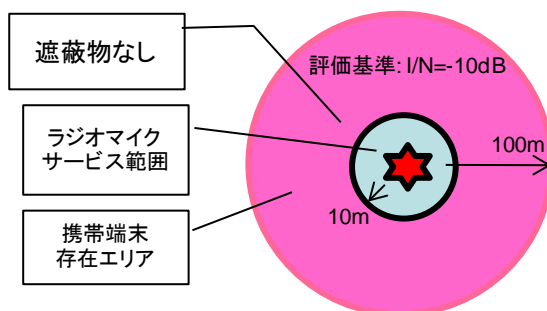 遮蔽物なし
評価基準: I/N=-10dB
ラジオマイク
サービス範囲
100m
10m
携帯端末
存在エリア